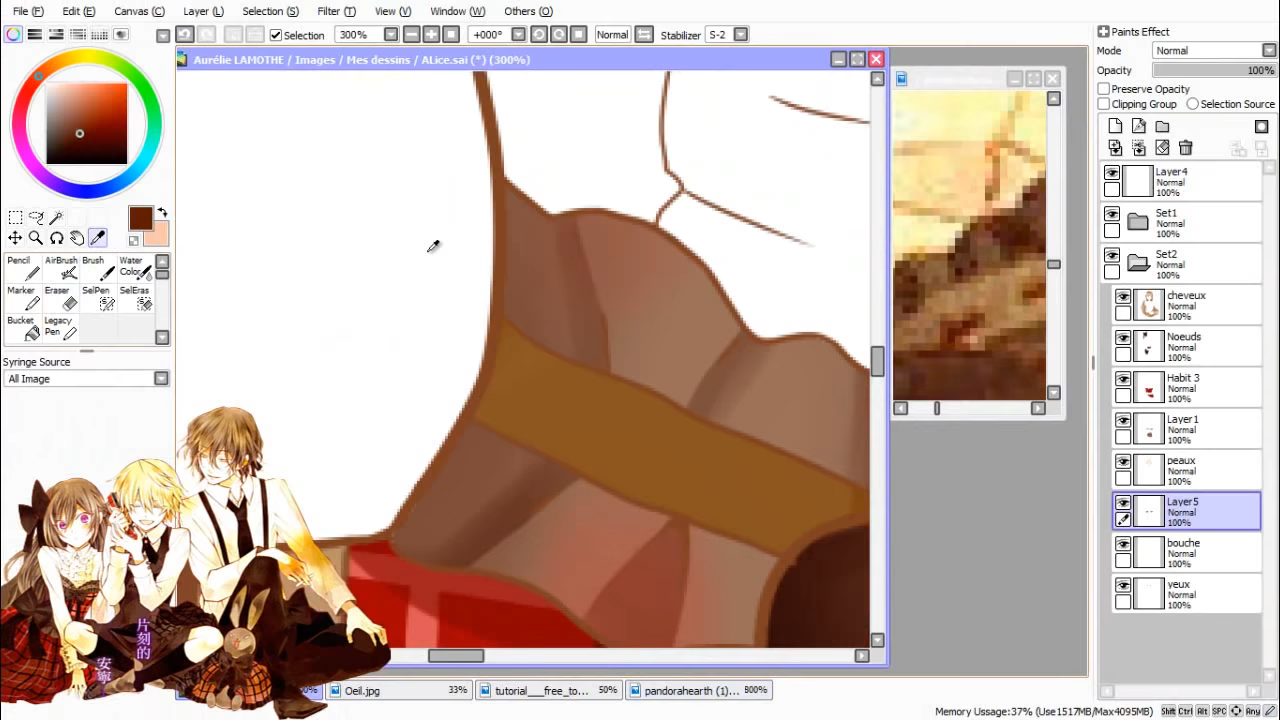 File (F) Edit (E) Canvas (C) Layer (L) Selection (S) Filter (T) View (V) Window (W) Others (O)
Selection 300% +000° Normal Stabilizer S-2
Aurélie LAMOTHE / Images / Mes dessins / ALice.sai (*) (300%)
Paints Effect
Mode Normal
Opacity 100%
Preserve Opacity
Clipping Group Selection Source
Layer4
Normal
100%
Set1
Normal
100%
Set2
Normal
100%
cheveux
Normal
100%
Noeuds
Normal
100%
Habit 3
Normal
100%
Layer1
Normal
100%
peaux
Normal
100%
Layer5
Normal
100%
bouche
Normal
100%
yeux
Normal
100%
Pencil AirBrush Brush Water
Color
Marker Eraser SelPen SelEras
Bucket Legacy
Pen
Syringe Source
All Image
片刻的
安寧
Oeil.jpg 33% tutorial___free_to... 50% pandorahearth (1)... 800%
Memory Ussage:37% (Use1517MB/Max4095MB) Shift Ctrl Alt SPC Any